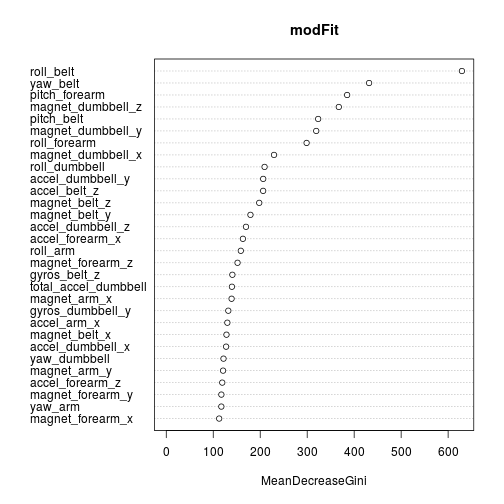 modFit
roll_belt
yaw_belt
pitch_forearm
magnet_dumbbell_z
pitch_belt
magnet_dumbbell_y
roll_forearm
magnet_dumbbell_x
roll_dumbbell
accel_dumbbell_y
accel_belt_z
magnet_belt_z
magnet_belt_y
accel_dumbbell_z
accel_forearm_x
roll_arm
magnet_forearm_z
gyros_belt_z
total_accel_dumbbell
magnet_arm_x
gyros_dumbbell_y
accel_arm_x
magnet_belt_x
accel_dumbbell_x
yaw_dumbbell
magnet_arm_y
accel_forearm_z
magnet_forearm_y
yaw_arm
magnet_forearm_x
0 100 200 300 400 500 600
MeanDecreaseGini